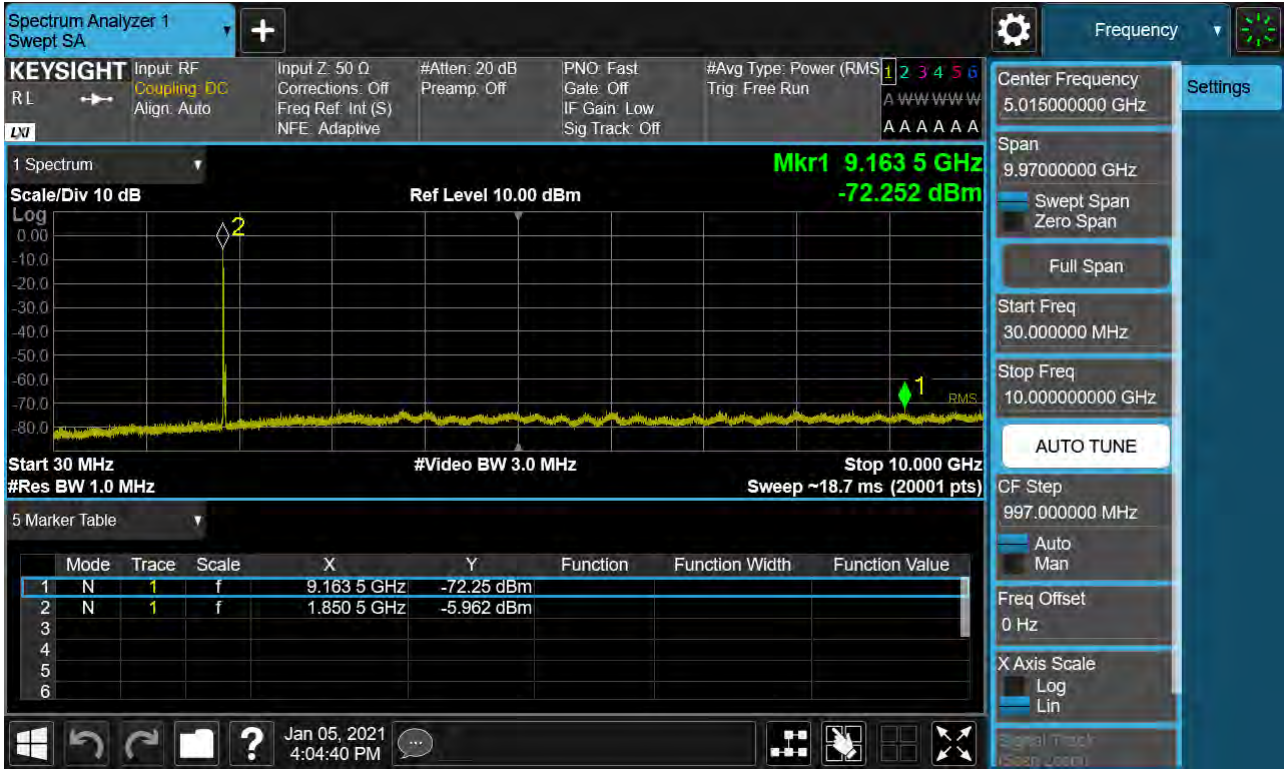 Spectrum Analyzer 1
Swept SA
+
Frequency
KEYSIGHT
RL
LXI
Input: RF
Coupling: DC
Align: Auto
Input Z: 50 Ω
Corrections: Off
Freq Ref: Int (S)
NFE: Adaptive
#Atten: 20 dB
Preamp: Off
PNO: Fast
Gate: Off
IF Gain: Low
Sig Track: Off
#Avg Type: Power (RMS
Trig: Free Run
1 2 3 4 5 6
A W W W W W
A A A A A A
1 Spectrum
Mkr1 9.163 5 GHz
Scale/Div 10 dB
Ref Level 10.00 dBm
-72.252 dBm
Log
0.00
-10.0
-20.0
-30.0
-40.0
-50.0
-60.0
-70.0
-80.0
2
1
RMS
Start 30 MHz
#Video BW 3.0 MHz
Stop 10.000 GHz
#Res BW 1.0 MHz
Sweep ~18.7 ms (20001 pts)
5 Marker Table
Mode Trace Scale X Y Function Function Width Function Value
1 N 1 f 9.163 5 GHz -72.25 dBm
2 N 1 f 1.850 5 GHz -5.962 dBm
3
4
5
6
?
Jan 05, 2021
4:04:40 PM
Center Frequency
5.015000000 GHz
Settings
Span
9.97000000 GHz
Swept Span
Zero Span
Full Span
Start Freq
30.000000 MHz
Stop Freq
10.000000000 GHz
AUTO TUNE
CF Step
997.000000 MHz
Auto
Man
Freq Offset
0 Hz
X Axis Scale
Log
Lin
Signal Track
(Span Zoom)